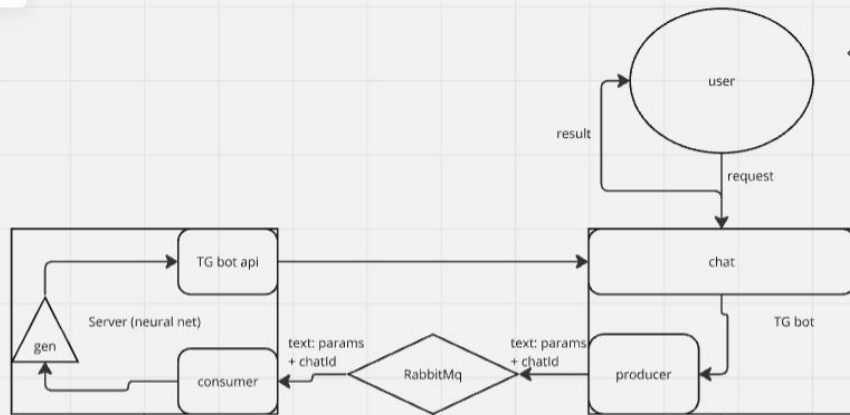 user
result
request
TG bot api
chat
Server (neural net)
TG bot
gen
text: params
+ chatId
text: params
+ chatId
RabbitMq
producer
consumer